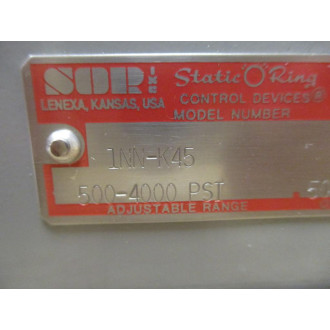 SOR INC Static "O" Ring
LENEXA, KANSAS, USA CONTROL DEVICES®
MODEL NUMBER
1NN-K45
500-4000 PSI
ADJUSTABLE RANGE